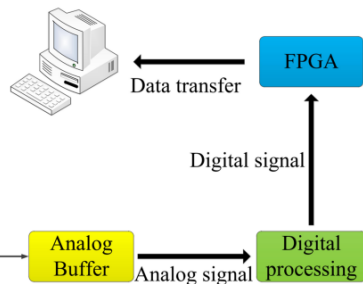 FPGA
Data transfer
Digital signal
Analog
Buffer
Analog signal
Digital
processing